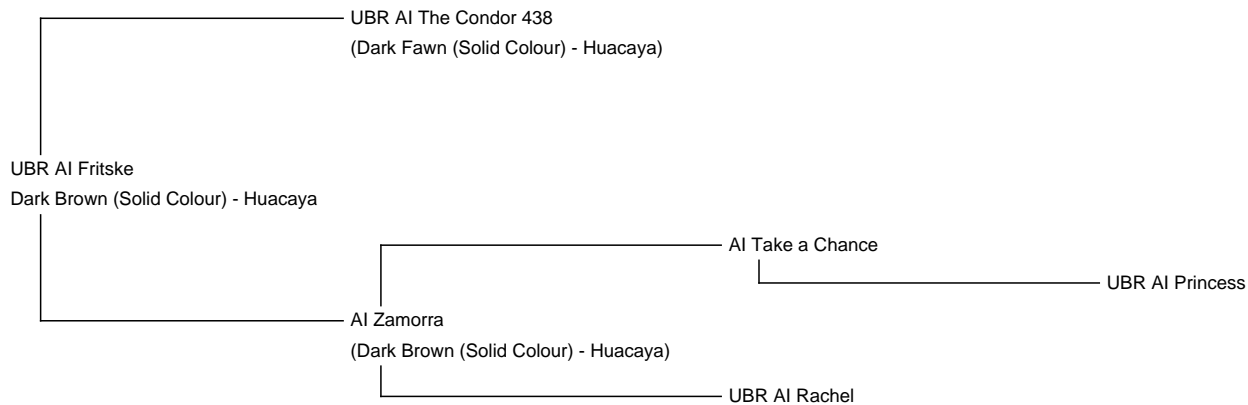 UBR AI The Condor 438
(Dark Fawn (Solid Colour) - Huacaya)
UBR AI Fritske
Dark Brown (Solid Colour) - Huacaya
AI Take a Chance
UBR AI Princess
AI Zamorra
(Dark Brown (Solid Colour) - Huacaya)
UBR AI Rachel